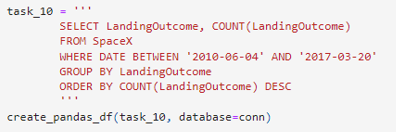 task_10 = '''
SELECT LandingOutcome, COUNT(LandingOutcome)
FROM SpaceX
WHERE DATE BETWEEN '2010-06-04' AND '2017-03-20'
GROUP BY LandingOutcome
ORDER BY COUNT(LandingOutcome) DESC
'''
create_pandas_df(task_10, database=conn)